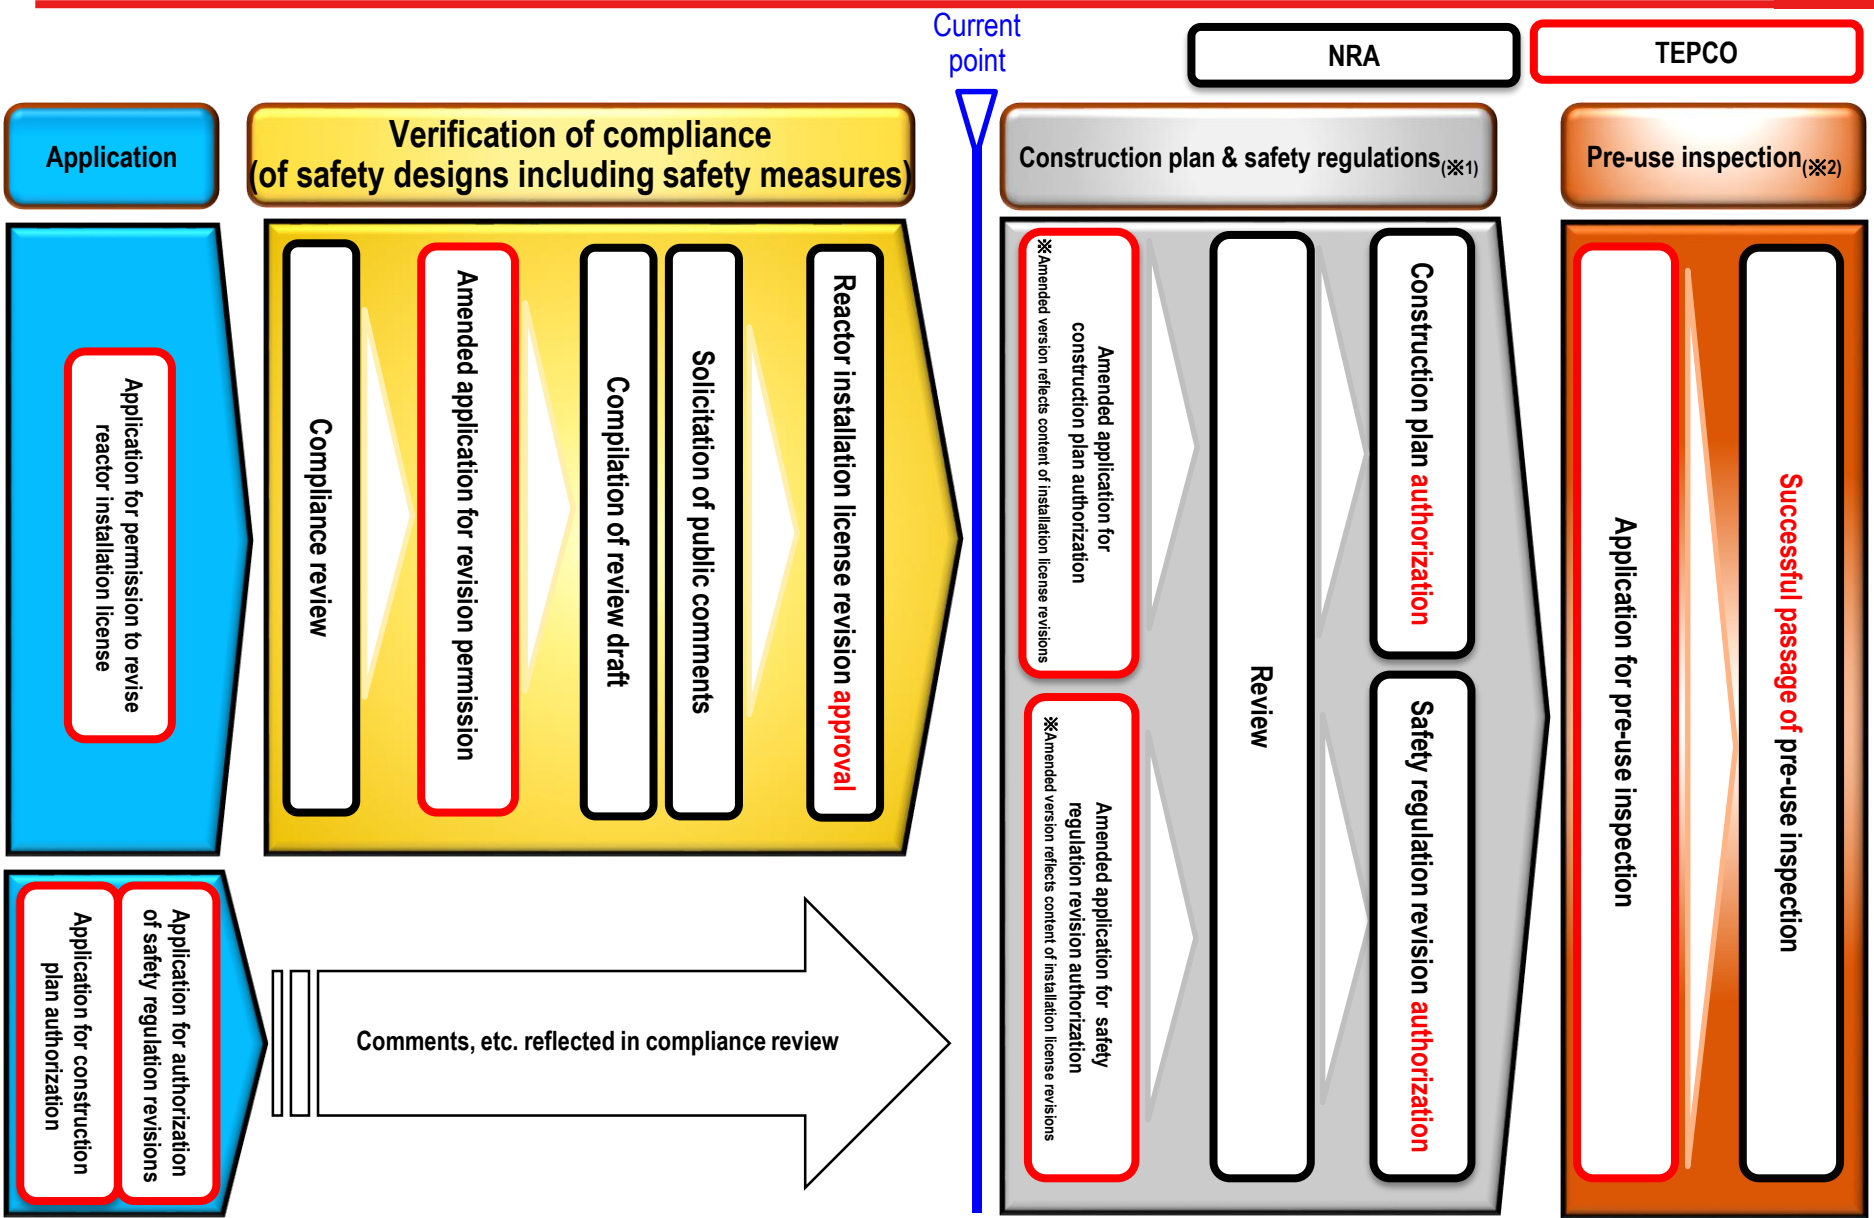 Current
point
NRA
TEPCO
Application
Verification of compliance
(of safety designs including safety measures)
Construction plan & safety regulations(※1)
Pre-use inspection(※2)
Application for permission to revise
reactor installation license
Compliance review
Amended application for revision permission
Compilation of review draft
Solicitation of public comments
Reactor installation license revision approval
Amended application for
construction plan authorization
※Amended version reflects content of installation license revisions
Amended application for safety
regulation revision authorization
※Amended version reflects content of installation license revisions
Review
Construction plan authorization
Safety regulation revision authorization
Application for pre-use inspection
Successful passage of pre-use inspection
Application for construction
plan authorization
Application for authorization
of safety regulation revisions
Comments, etc. reflected in compliance review